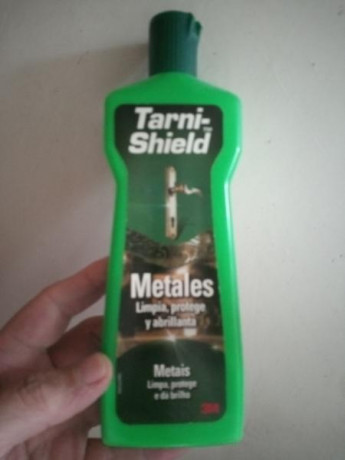 Tarni-
Shield
Metales
Limpia, protege
y abrillanta
Metais
Limpa, protege
e dá brilho
3M